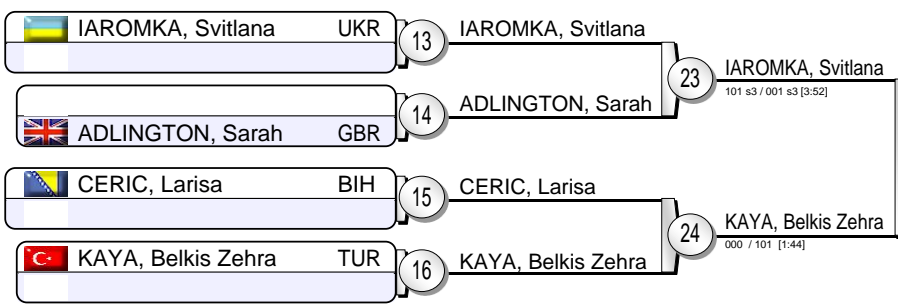 IAROMKA, Svitlana UKR
13
IAROMKA, Svitlana
23
IAROMKA, Svitlana
101 s3 / 001 s3 [3:52]
ADLINGTON, Sarah GBR
14
ADLINGTON, Sarah
CERIC, Larisa BIH
15
CERIC, Larisa
24
KAYA, Belkis Zehra
000 / 101 [1:44]
KAYA, Belkis Zehra TUR
16
KAYA, Belkis Zehra